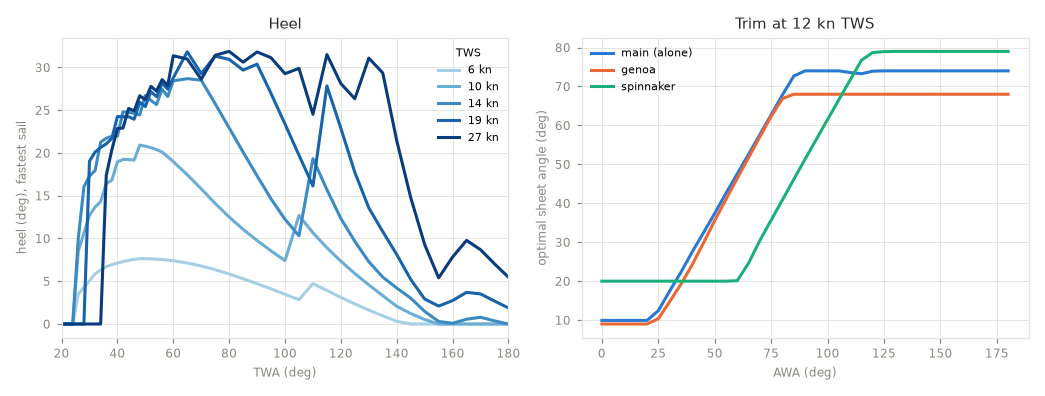 Heel
TWS
6 kn
10 kn
14 kn
19 kn
27 kn
30
25
20
15
10
5
0
heel (deg), fastest sail
20 40 60 80 100 120 140 160 180
TWA (deg)
Trim at 12 kn TWS
main (alone)
genoa
spinnaker
80
70
60
50
40
30
20
10
optimal sheet angle (deg)
0 25 50 75 100 125 150 175
AWA (deg)